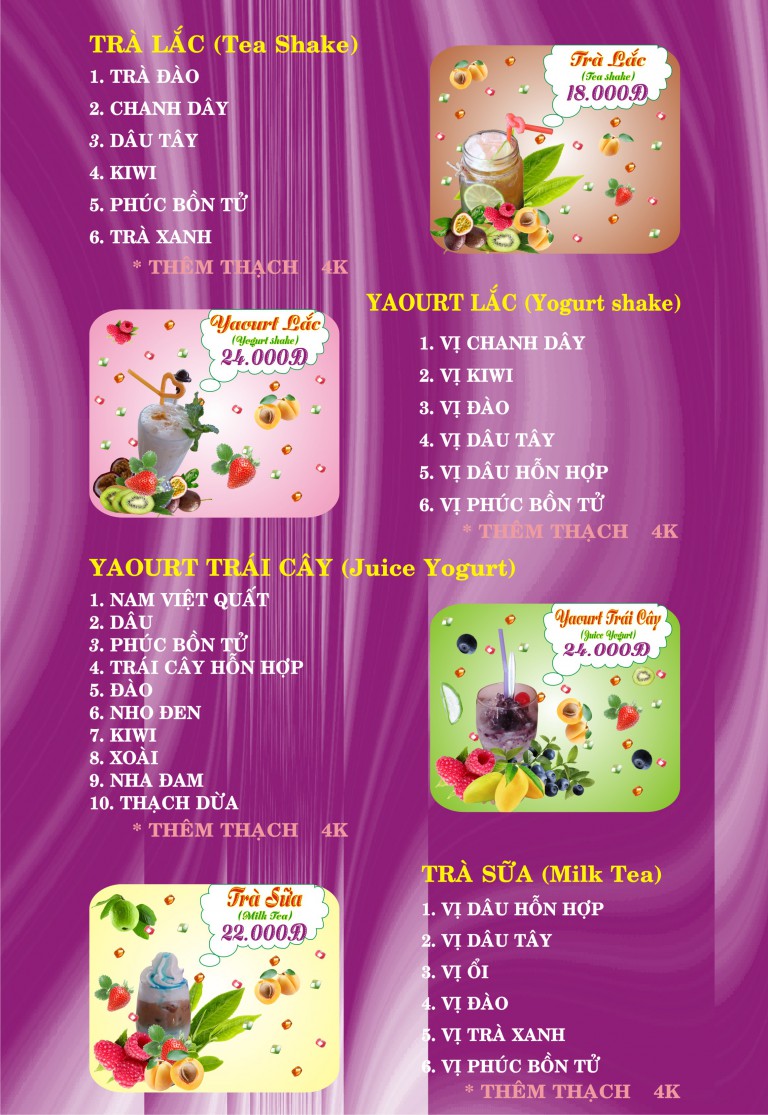 TRÀ LẮC (Tea Shake)
1. TRÀ ĐÀO
2. CHANH DÂY
3. DÂU TÂY
4. KIWI
5. PHÚC BỒN TỬ
6. TRÀ XANH
* THÊM THẠCH 4K
Trà Lắc
(Tea shake)
18.000Đ
YAOURT LẮC (Yogurt shake)
1. VỊ CHANH DÂY
2. VỊ KIWI
3. VỊ ĐÀO
4. VỊ DÂU TÂY
5. VỊ DÂU HỖN HỢP
6. VỊ PHÚC BỒN TỬ
* THÊM THẠCH 4K
Yaourt Lắc
(Yogurt shake)
24.000Đ
YAOURT TRÁI CÂY (Juice Yogurt)
1. NAM VIỆT QUẤT
2. DÂU
3. PHÚC BỒN TỬ
4. TRÁI CÂY HỖN HỢP
5. ĐÀO
6. NHO ĐEN
7. KIWI
8. XOÀI
9. NHA ĐAM
10. THẠCH DỪA
* THÊM THẠCH 4K
Yaourt Trái Cây
(Juice Yogurt)
24.000Đ
TRÀ SỮA (Milk Tea)
1. VỊ DÂU HỖN HỢP
2. VỊ DÂU TÂY
3. VỊ ỔI
4. VỊ ĐÀO
5. VỊ TRÀ XANH
6. VỊ PHÚC BỒN TỬ
* THÊM THẠCH 4K
Trà Sữa
(Milk Tea)
22.000Đ